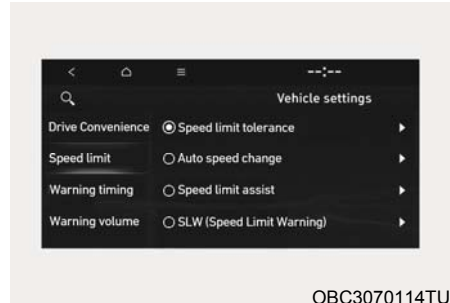 --:--
Vehicle settings
Drive Convenience
Speed limit tolerance
Speed limit
Auto speed change
Warning timing
Speed limit assist
Warning volume
SLW (Speed Limit Warning)
OBC3070114TU